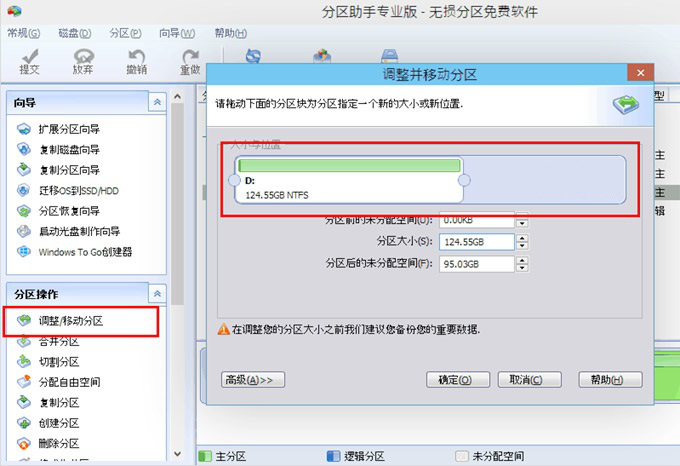 分区助手专业版 - 无损分区免费软件
常规(G) 磁盘(D) 分区(P) 向导(W) 帮助(H)
提交 放弃 撤销 重做
向导
扩展分区向导
复制磁盘向导
复制分区向导
迁移OS到SSD/HDD
分区恢复向导
启动光盘制作向导
Windows To Go创建器
分区操作
调整/移动分区
合并分区
切割分区
分配自由空间
复制分区
创建分区
删除分区
调整并移动分区
请拖动下面的分区块为分区指定一个新的大小或新位置.
大小与位置
D:
124.55GB NTFS
分区前的未分配空间(U): 0.00KB
分区大小(S): 124.55GB
分区后的未分配空间(F): 95.03GB
在调整您的分区大小之前我们建议您备份您的重要数据.
高级(A)>> 确定(O) 取消(C) 帮助(H)
型
主
主
主
辑
主分区 逻辑分区 未分配空间